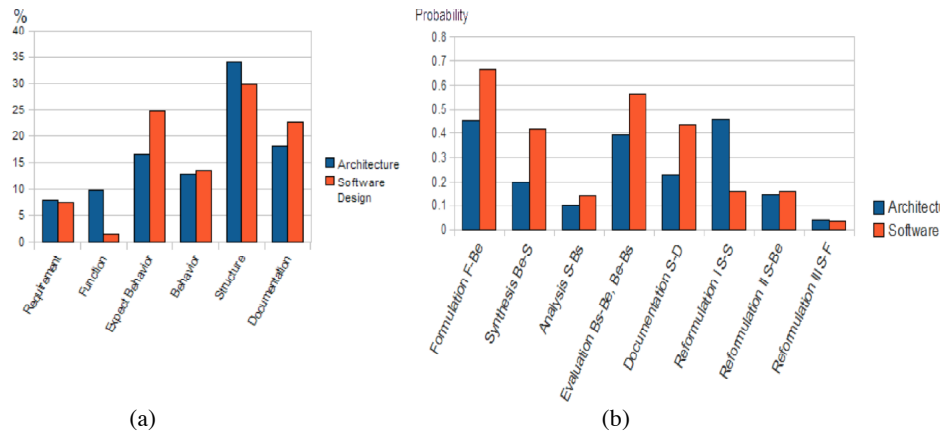 %
40
35
30
25
20
15
10
5
0
Requirement
Function
Expect Behavior
Behavior
Structure
Documentation
Architecture
Software
Design
(a)
Probability
0.8
0.7
0.6
0.5
0.4
0.3
0.2
0.1
0
Formulation F-Be
Synthesis Be-S
Analysis S-Bs
Evaluation Bs-Be, Be-Bs
Documentation S-D
Reformulation I S-S
Reformulation II S-Be
Reformulation III S-F
Architectu
Software
(b)